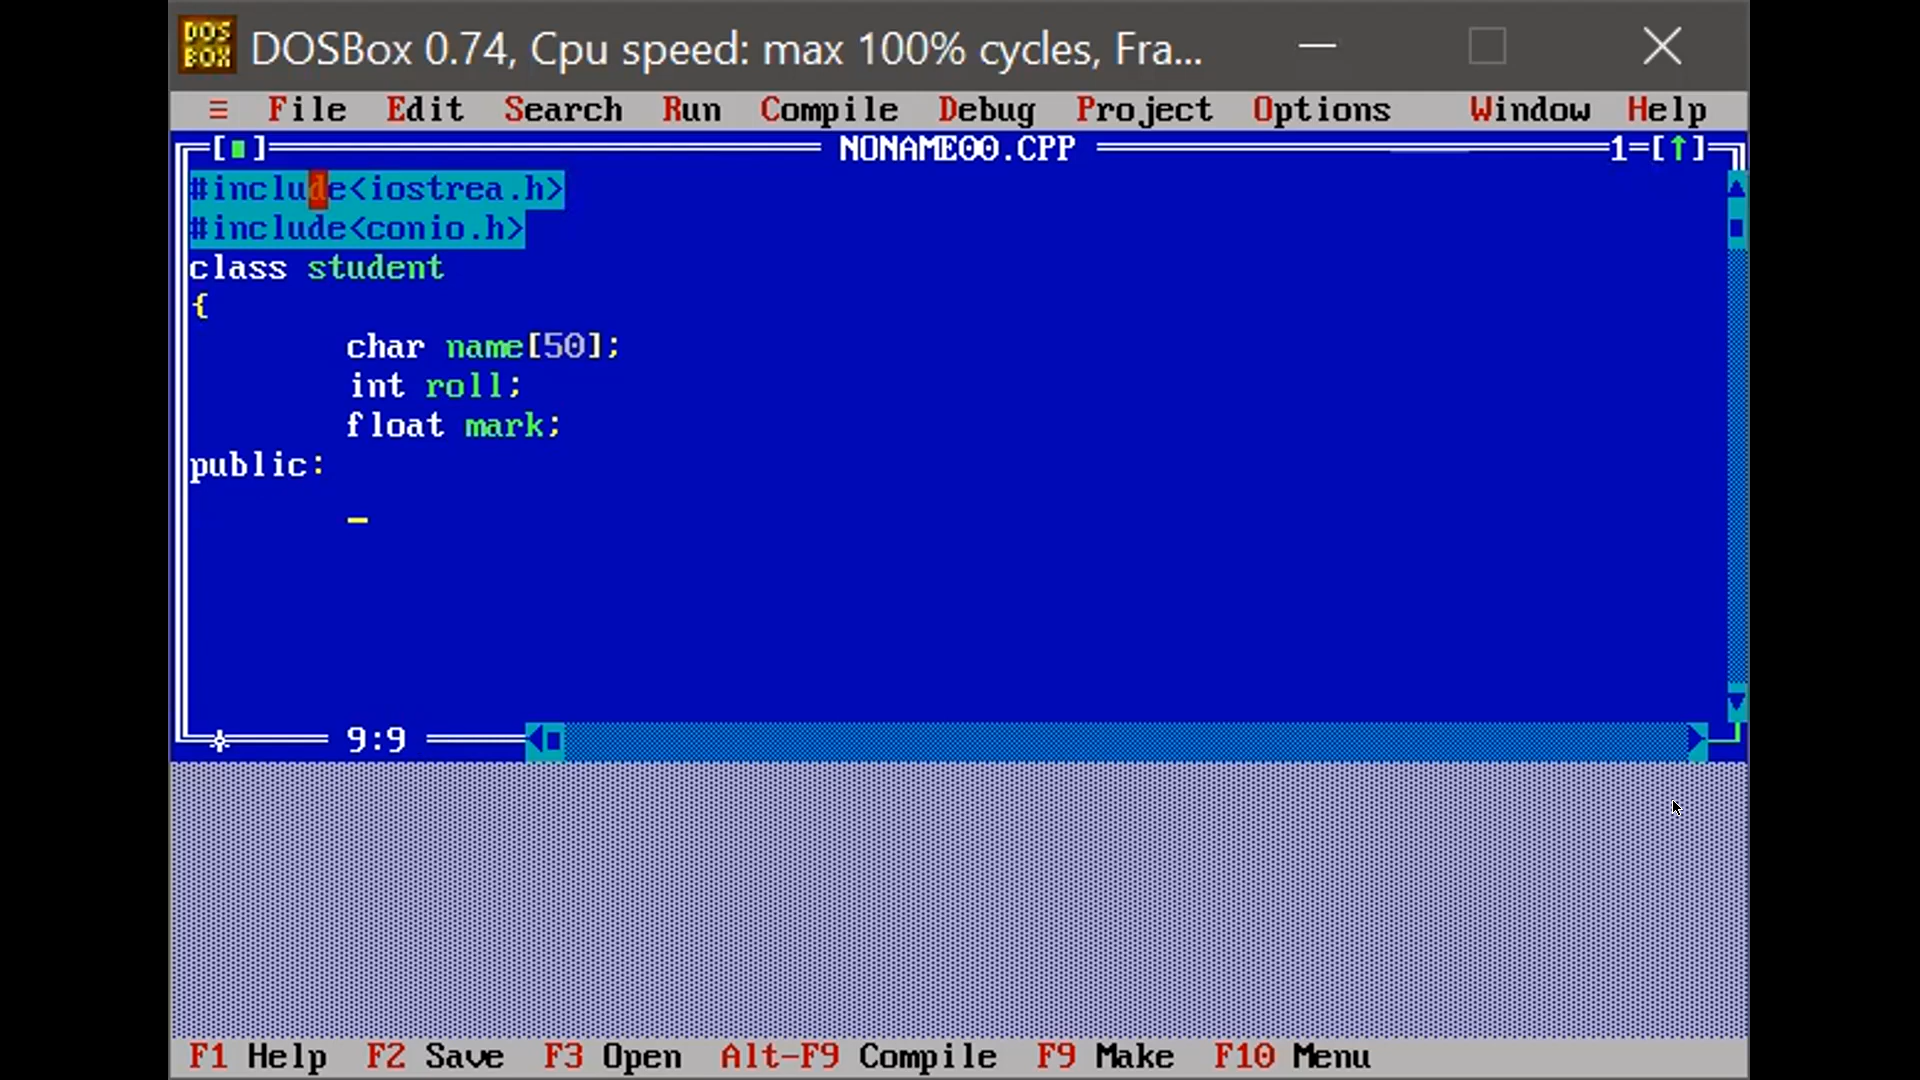 DOS BOX DOSBox 0.74, Cpu speed: max 100% cycles, Fra...
≡ File Edit Search Run Compile Debug Project Options Window Help
[■] NONAME00.CPP 1=[↑]
#include<iostrea.h>
#include<conio.h>
class student
{
char name[50];
int roll;
float mark;
public:
_
9:9
F1 Help F2 Save F3 Open Alt-F9 Compile F9 Make F10 Menu